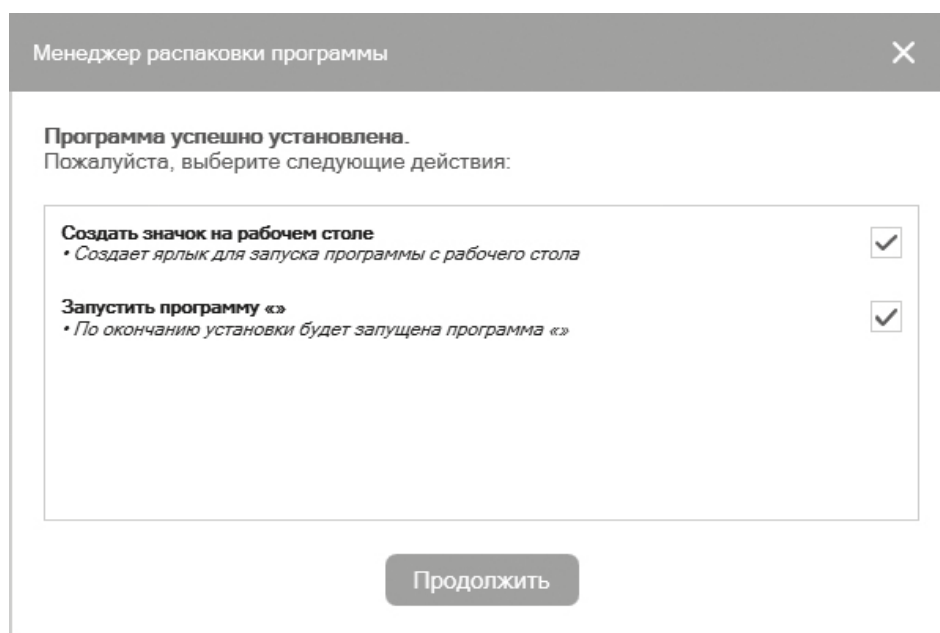 Менеджер распаковки программы
Программа успешно установлена.
Пожалуйста, выберите следующие действия:
Создать значок на рабочем столе
• Создает ярлык для запуска программы с рабочего стола
Запустить программу «»
• По окончанию установки будет запущена программа «»
Продолжить